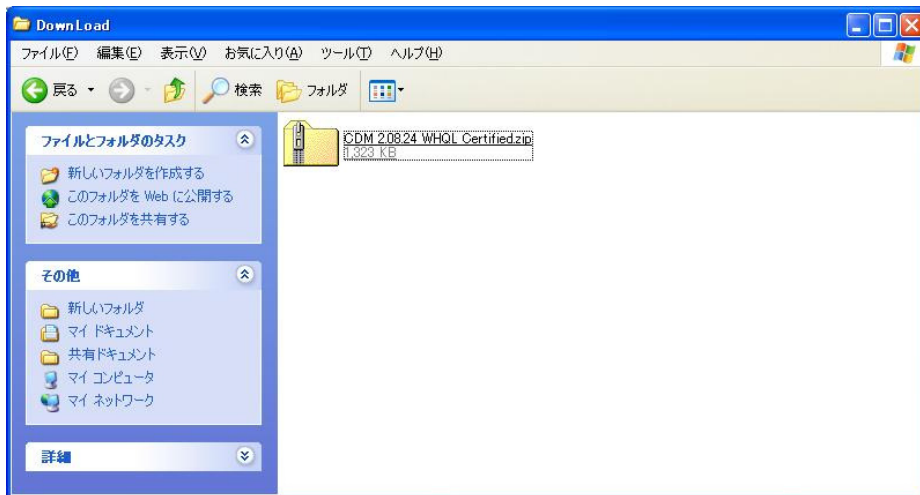 DownLoad
ファイル(F) 編集(E) 表示(V) お気に入り(A) ツール(T) ヘルプ(H)
戻る 検索 フォルダ
ファイルとフォルダのタスク
新しいフォルダを作成する
このフォルダを Web に公開する
このフォルダを共有する
その他
新しいフォルダ
マイ ドキュメント
共有ドキュメント
マイ コンピュータ
マイ ネットワーク
詳細
CDM 2.08.24 WHQL Certified.zip
1,323 KB